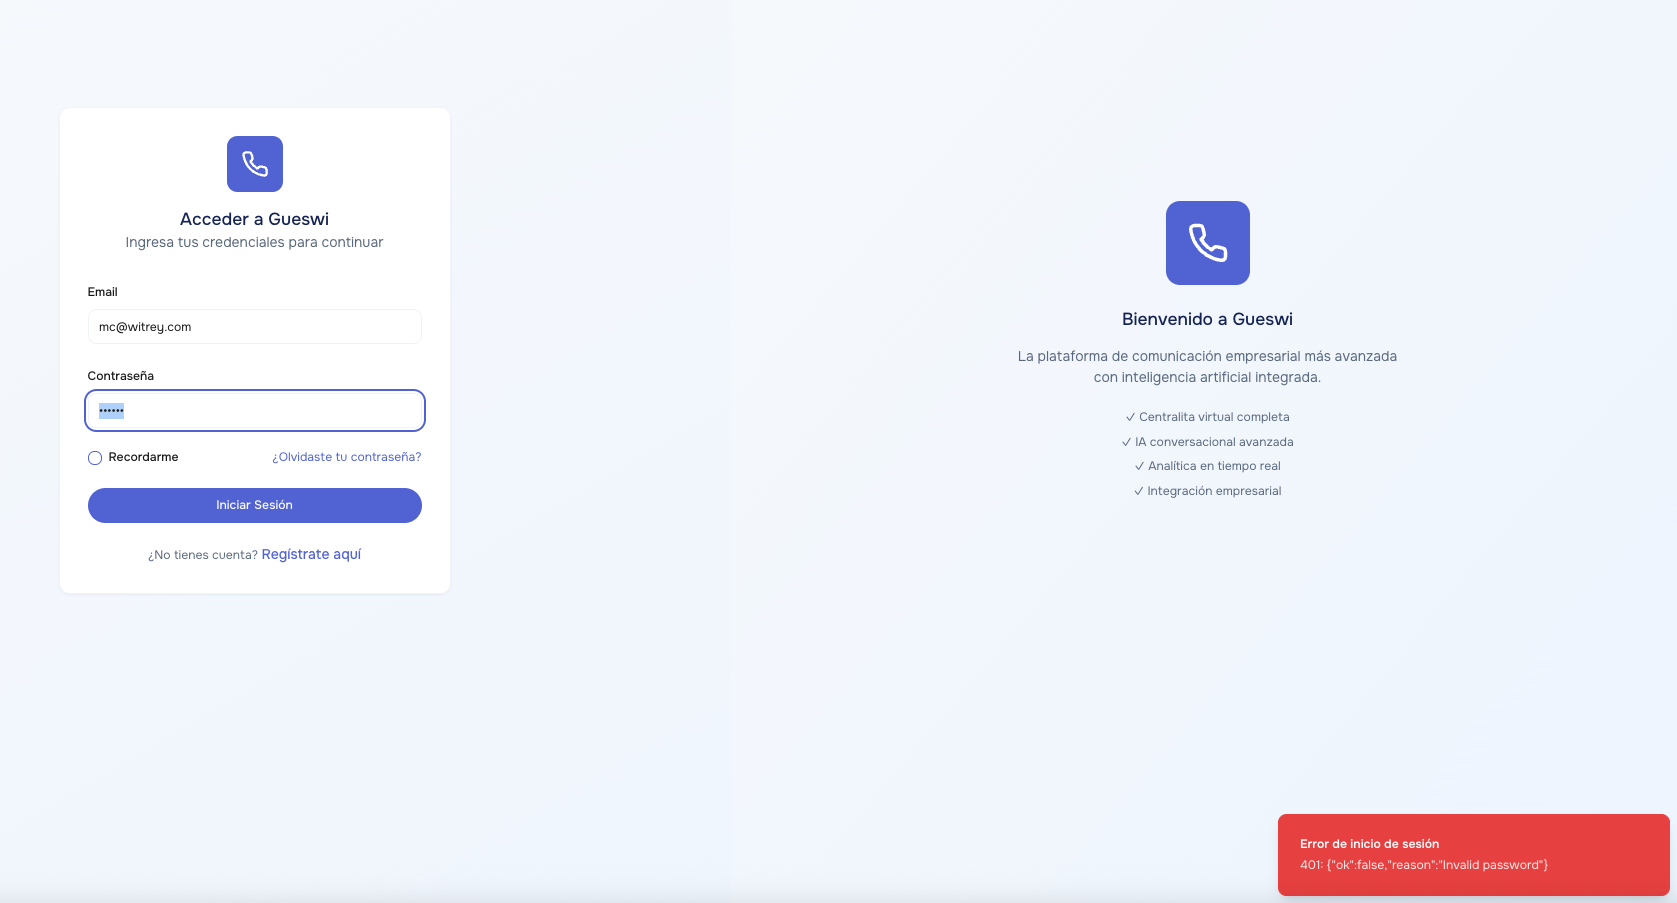 Acceder a Gueswi
Ingresa tus credenciales para continuar
Email
mc@witrey.com
Contraseña
••••••
Recordarme
¿Olvidaste tu contraseña?
Iniciar Sesión
¿No tienes cuenta? Regístrate aquí
Bienvenido a Gueswi
La plataforma de comunicación empresarial más avanzada
con inteligencia artificial integrada.
✓ Centralita virtual completa
✓ IA conversacional avanzada
✓ Analítica en tiempo real
✓ Integración empresarial
Error de inicio de sesión
401: {"ok":false,"reason":"Invalid password"}